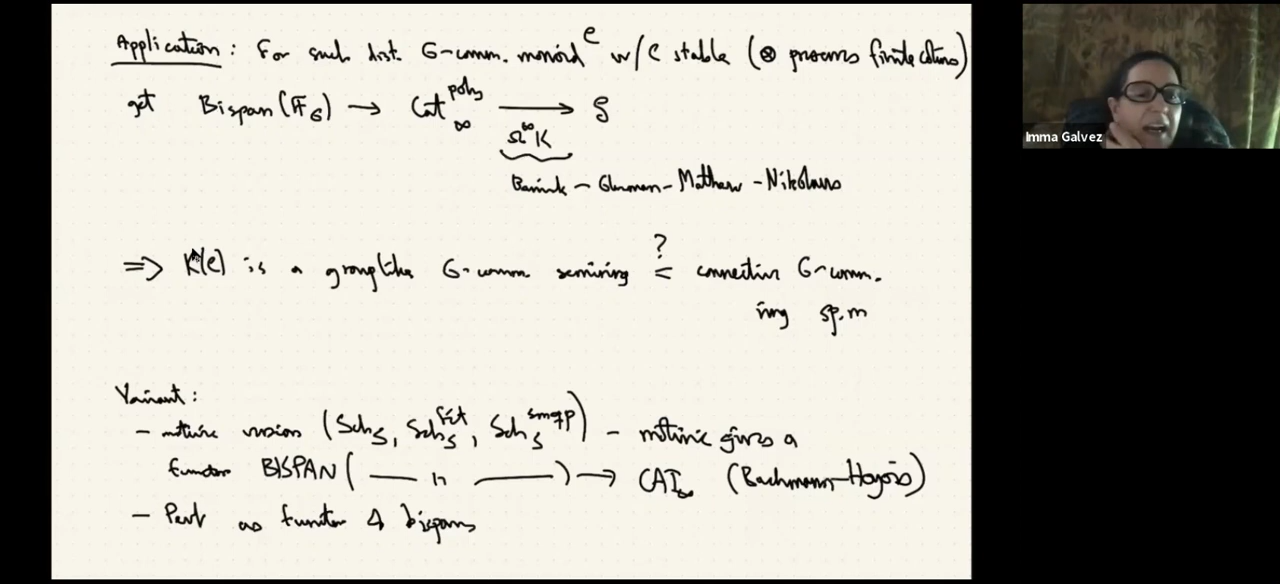 Application: For such dist. G-comm. monoid C w/ C stable (⊗ preserves finite colims)
get Bispan(F_G) → Cat_∞^poly → S
Ω^∞K
Barwick - Glasman - Mathew - Nikolaus
Imma Galvez
⇒ K(C) is a grouplike G-comm. semiring =? connective G-comm.
ring sp.m
Variant:
- motivic version (Sch_S, Sch_S^fét, Sch_S^smqp) - motivic gives a
functor BISPAN( — " — ) → CAT_∞ (Bachmann-Hoyois)
- Perf as functor of bispans